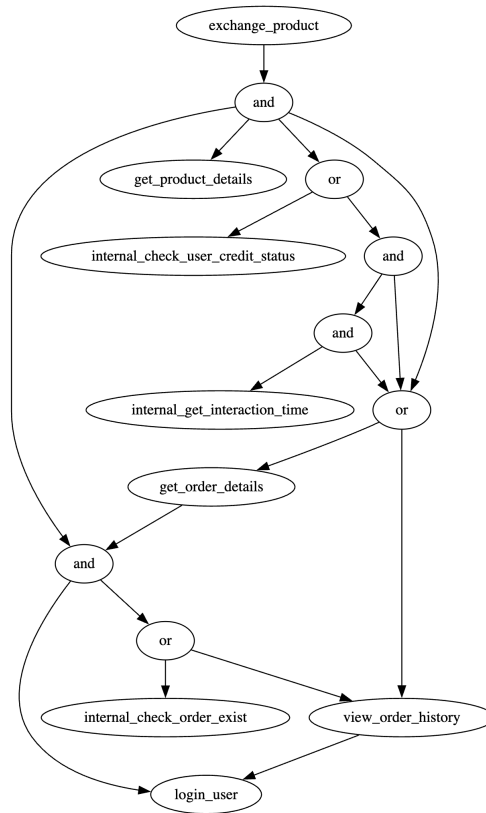 exchange_product
and
get_product_details
or
internal_check_user_credit_status
and
and
internal_get_interaction_time
or
get_order_details
and
or
internal_check_order_exist
view_order_history
login_user